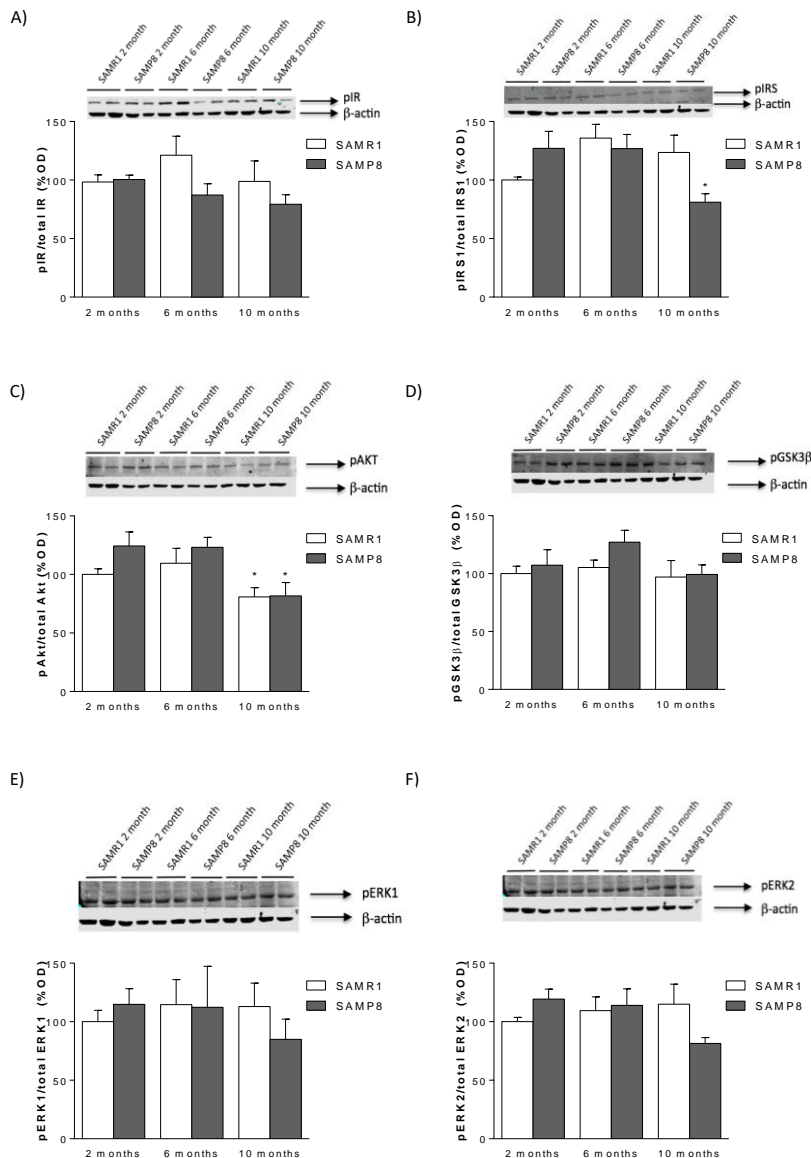 A)
SAMR1 2 month
SAMP8 2 month
SAMR1 6 month
SAMP8 6 month
SAMR1 10 month
SAMP8 10 month
pIR
β-actin
pIR/total IR (%OD)
150
100
50
0
2 months
6 months
10 months
SAMR1
SAMP8
B)
SAMR1 2 month
SAMP8 2 month
SAMR1 6 month
SAMP8 6 month
SAMR1 10 month
SAMP8 10 month
pIRS
β-actin
pIRS1/total IRS1 (%OD)
150
100
50
0
*
2 months
6 months
10 months
SAMR1
SAMP8
C)
SAMR1 2 month
SAMP8 2 month
SAMR1 6 month
SAMP8 6 month
SAMR1 10 month
SAMP8 10 month
pAKT
β-actin
pAkt/total Akt (%OD)
150
100
50
0
*
*
2 months
6 months
10 months
SAMR1
SAMP8
D)
SAMR1 2 month
SAMP8 2 month
SAMR1 6 month
SAMP8 6 month
SAMR1 10 month
SAMP8 10 month
pGSK3β
β-actin
pGSK3β/total GSK3β (%OD)
150
100
50
0
2 months
6 months
10 months
SAMR1
SAMP8
E)
SAMR1 2 month
SAMP8 2 month
SAMR1 6 month
SAMP8 6 month
SAMR1 10 month
SAMP8 10 month
pERK1
β-actin
pERK1/total ERK1 (%OD)
150
100
50
0
2 months
6 months
10 months
SAMR1
SAMP8
F)
SAMR1 2 month
SAMP8 2 month
SAMR1 6 month
SAMP8 6 month
SAMR1 10 month
SAMP8 10 month
pERK2
β-actin
pERK2/total ERK2 (%OD)
150
100
50
0
2 months
6 months
10 months
SAMR1
SAMP8